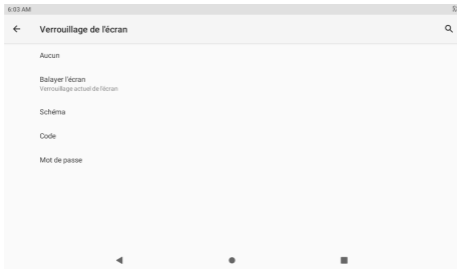 6:03 AM
Verrouillage de l'écran
Aucun
Balayer l'écran
Verrouillage actuel de l'écran
Schéma
Code
Mot de passe